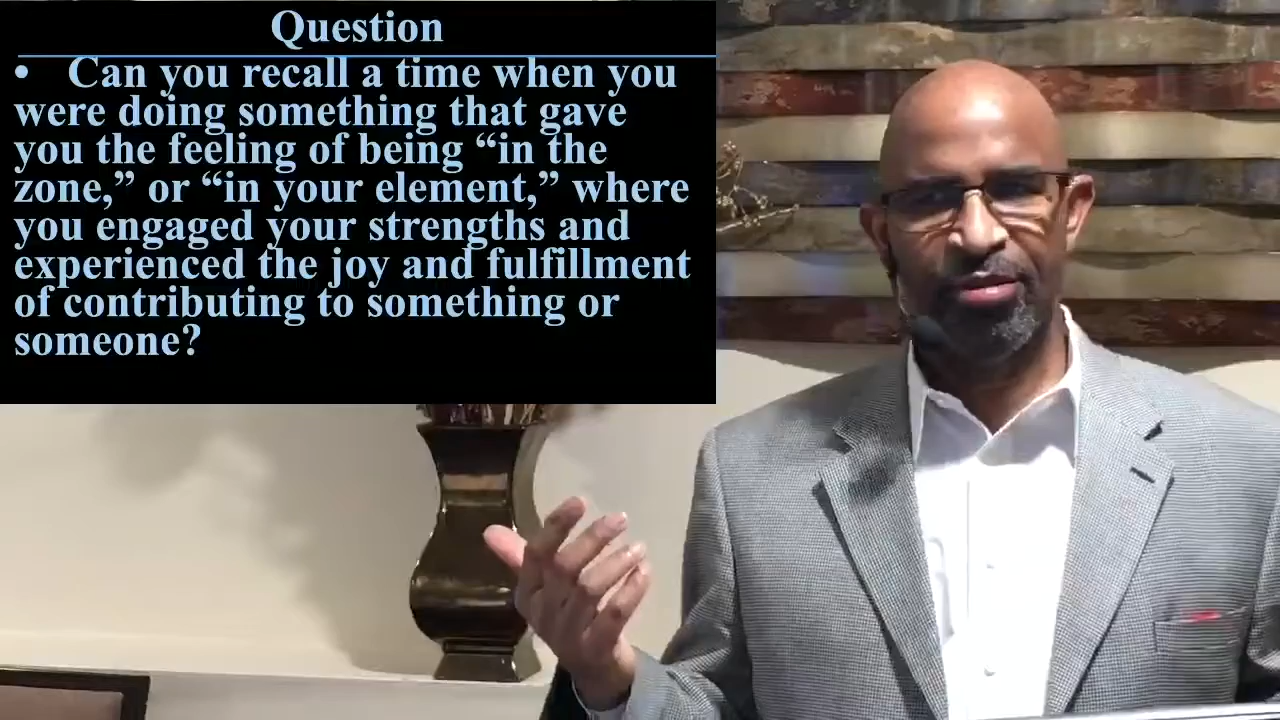 Question
• Can you recall a time when you
were doing something that gave
you the feeling of being “in the
zone,” or “in your element,” where
you engaged your strengths and
experienced the joy and fulfillment
of contributing to something or
someone?